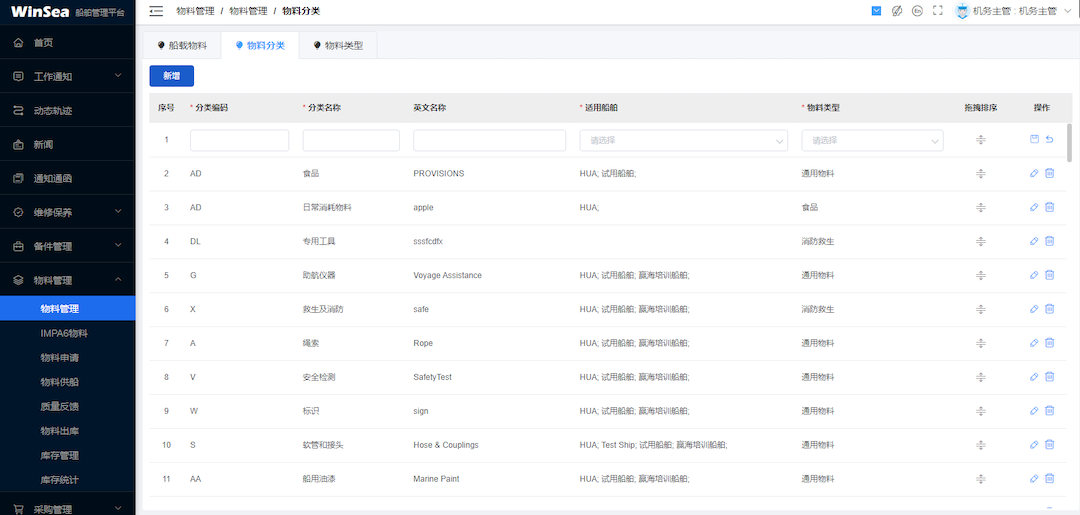 WinSea 船舶管理平台
物料管理 / 物料管理 / 物料分类
En 机务主管 : 机务主管
首页
工作通知
动态轨迹
新闻
通知通函
维修保养
备件管理
物料管理
物料管理
IMPA6物料
物料申请
物料供船
质量反馈
物料出库
库存管理
库存统计
采购管理
船载物料 物料分类 物料类型
新增
序号 * 分类编码 * 分类名称 英文名称 * 适用船舶 * 物料类型 拖拽排序 操作
1 请选择 请选择
2 AD 食品 PROVISIONS HUA; 试用船舶; 通用物料
3 AD 日常消耗物料 apple HUA; 食品
4 DL 专用工具 sssfcdfx 消防救生
5 G 助航仪器 Voyage Assistance HUA; 试用船舶; 赢海培训船舶; 通用物料
6 X 救生及消防 safe HUA; 试用船舶; 赢海培训船舶; 消防救生
7 A 绳索 Rope HUA; 试用船舶; 赢海培训船舶; 通用物料
8 V 安全检测 SafetyTest HUA; 试用船舶; 赢海培训船舶; 通用物料
9 W 标识 sign HUA; 试用船舶; 赢海培训船舶; 通用物料
10 S 软管和接头 Hose & Couplings HUA; Test Ship; 试用船舶; 赢海培训船舶; 通用物料
11 AA 船用油漆 Marine Paint HUA; 试用船舶; 赢海培训船舶; 通用物料